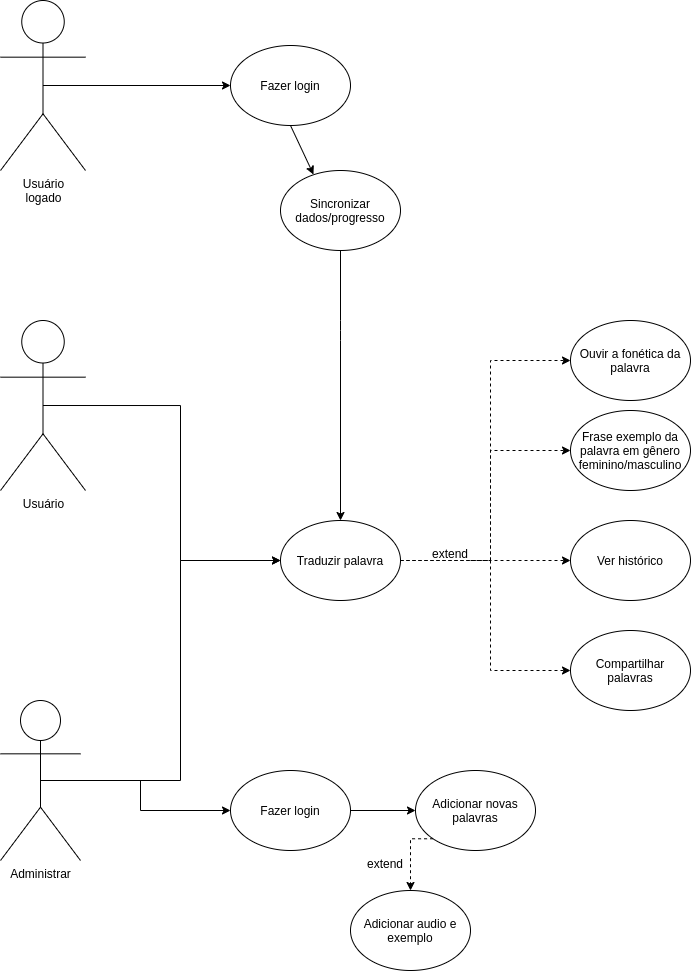 Fazer login
Usuário
logado
Sincronizar
dados/progresso
Ouvir a fonética da
palavra
Frase exemplo da
palavra em gênero
feminino/masculino
Usuário
Traduzir palavra
extend
Ver histórico
Compartilhar
palavras
Fazer login
Adicionar novas
palavras
Administrar
extend
Adicionar audio e
exemplo